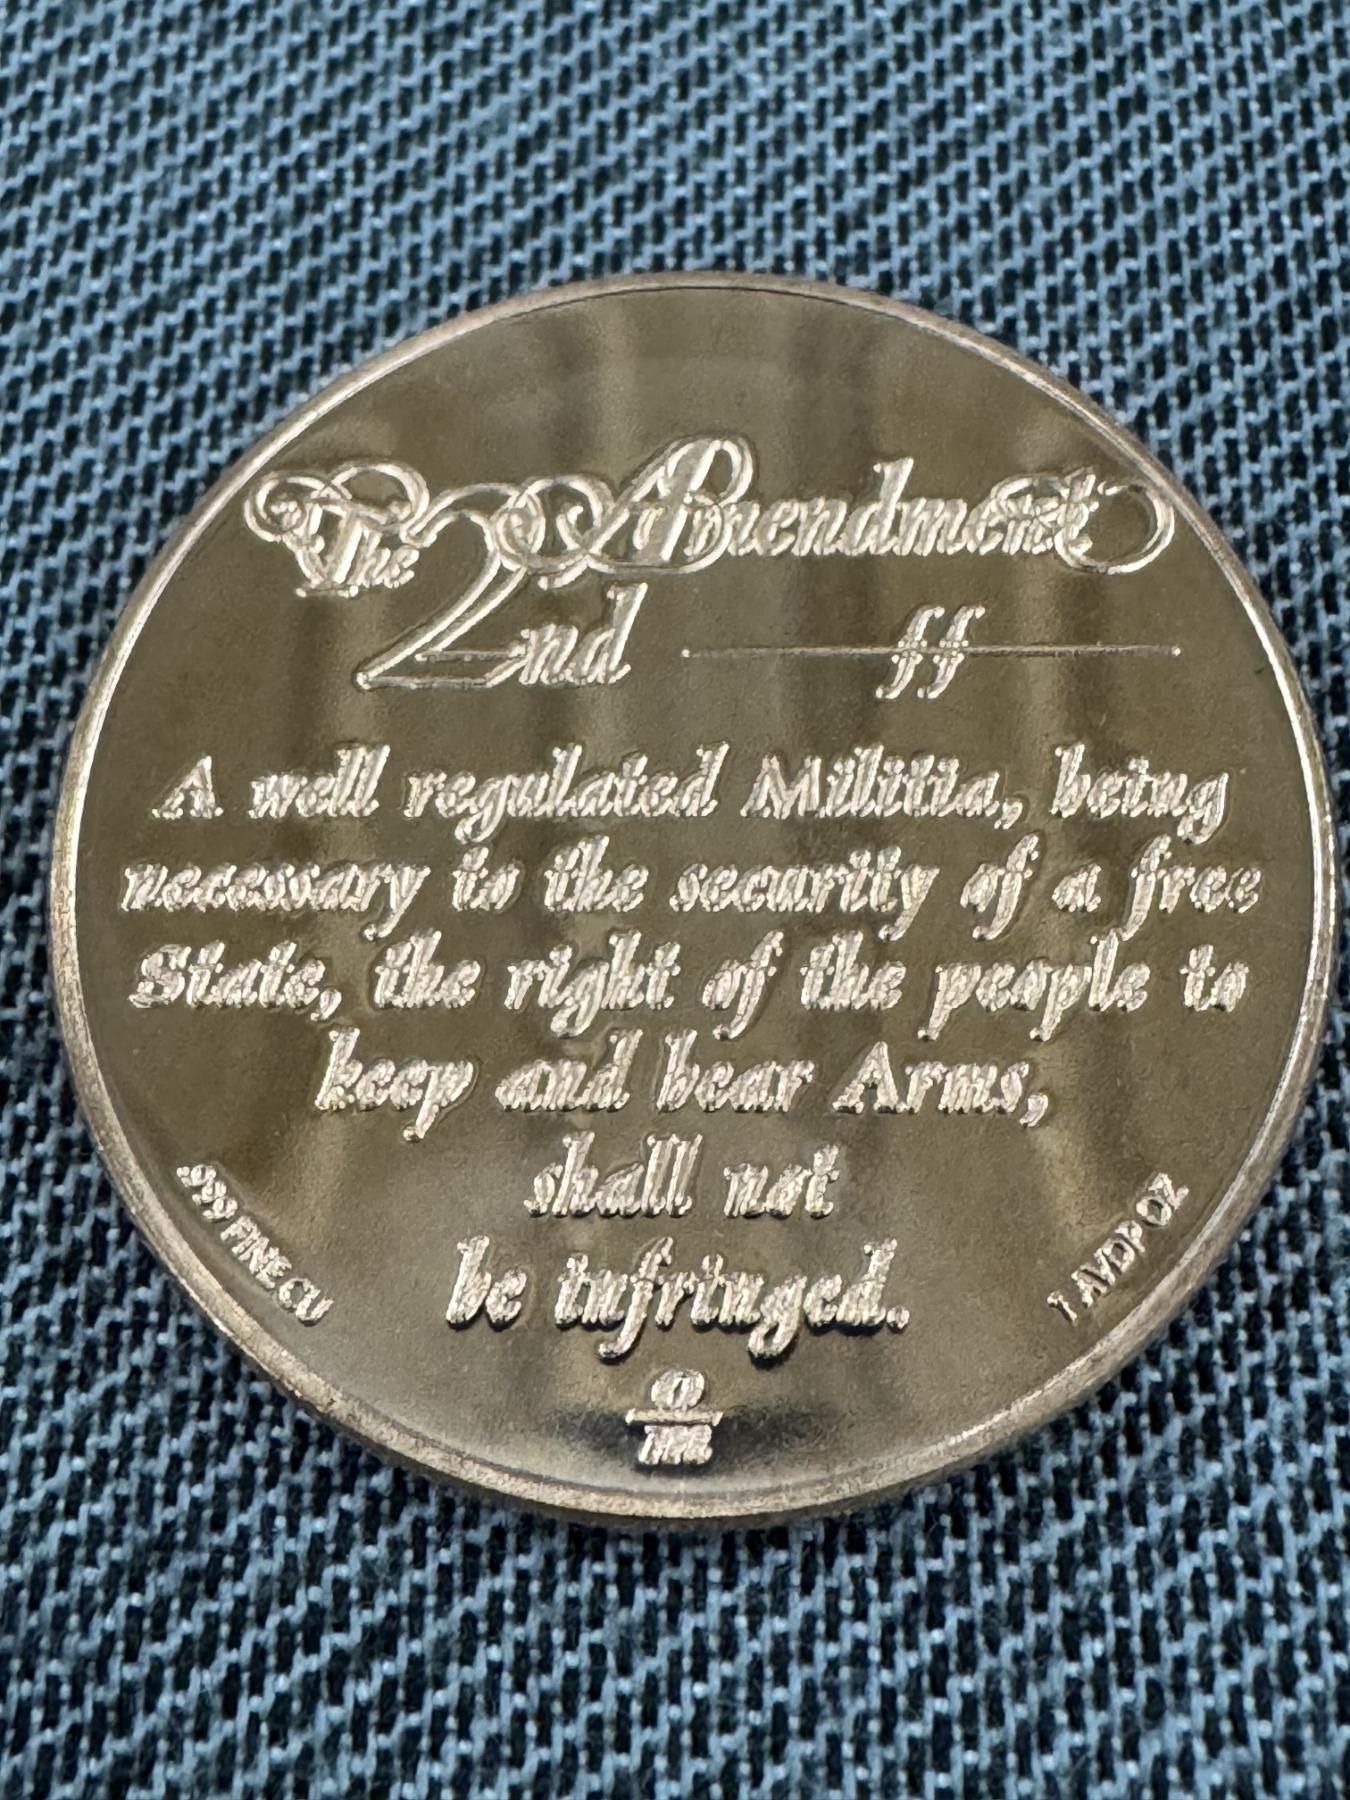 The 2nd Amendment
A well regulated Militia, being
necessary to the security of a free
State, the right of the people to
keep and bear Arms,
shall not
be infringed.
.999 FINE CU
1 AVDP OZ